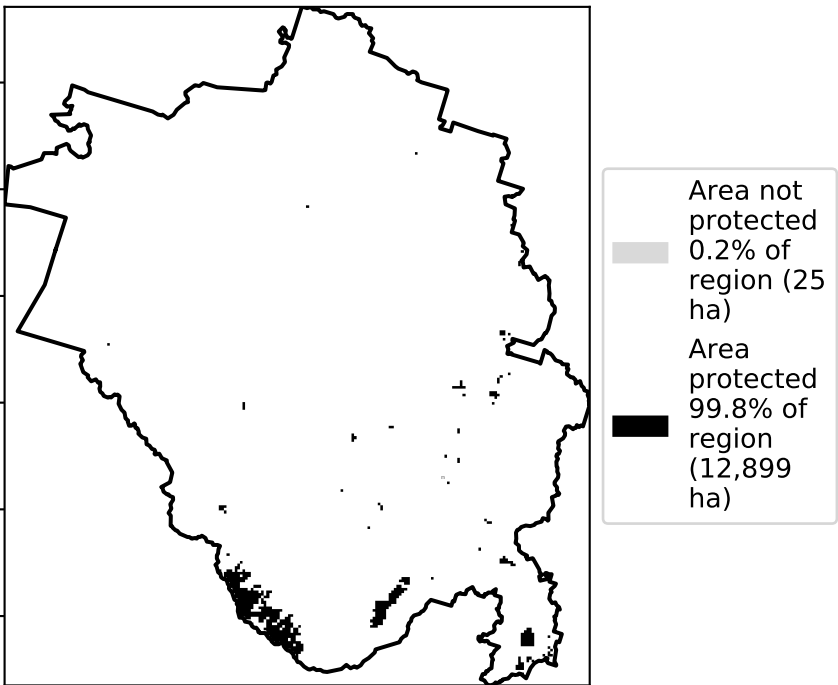 Area not
protected
0.2% of
region (25
ha)
Area
protected
99.8% of
region
(12,899
ha)